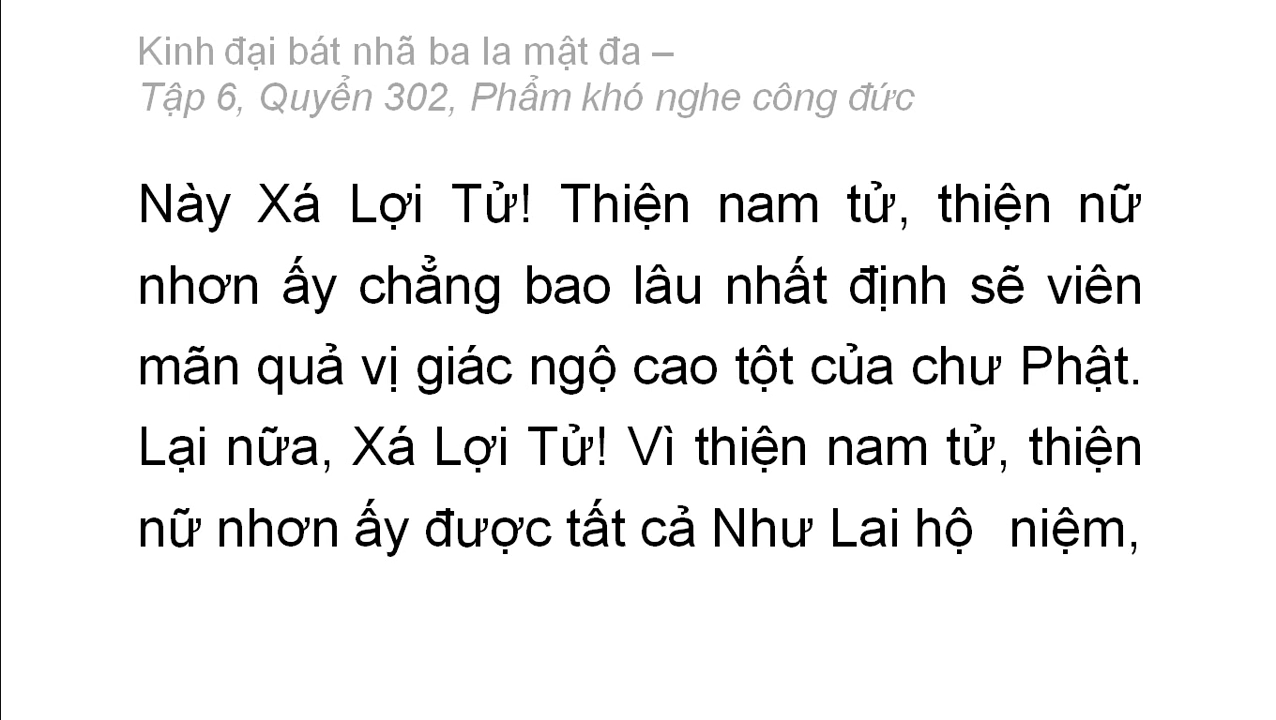 Kinh đại bát nhã ba la mật đa –
Tập 6, Quyển 302, Phẩm khó nghe công đức
Này Xá Lợi Tử! Thiện nam tử, thiện nữ
nhơn ấy chẳng bao lâu nhất định sẽ viên
mãn quả vị giác ngộ cao tột của chư Phật.
Lại nữa, Xá Lợi Tử! Vì thiện nam tử, thiện
nữ nhơn ấy được tất cả Như Lai hộ niệm,